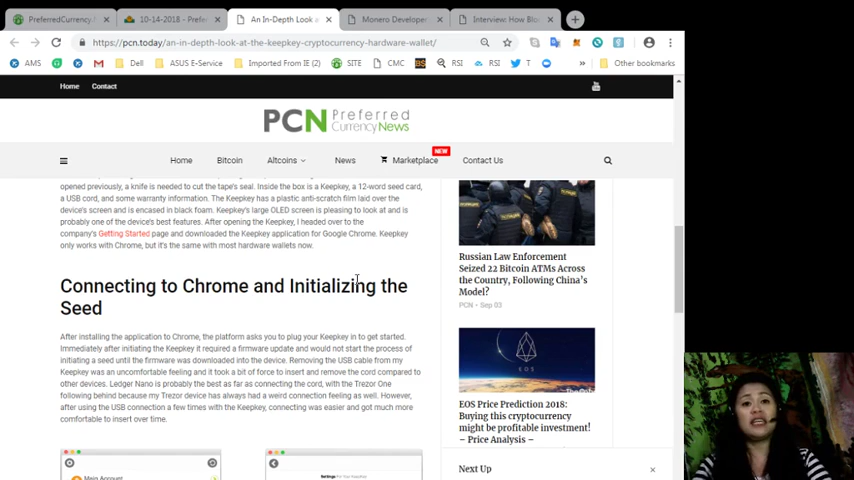 PreferredCurrency.N
10-14-2018 - Prefer
An In-Depth Look a
Monero Developer
Interview: How Blo
https://pcn.today/an-in-depth-look-at-the-keepkey-cryptocurrency-hardware-wallet/
AMS
Dell
ASUS E-Service
Imported From IE (2)
SITE
CMC
RSI
RSI
T
Other bookmarks
Home
Contact
PCN Preferred
CurrencyNews
NEW
Home
Bitcoin
Altcoins
News
Marketplace
Contact Us
opened previously, a knife is needed to cut the tape's seal. Inside the box is a Keepkey, a 12-word seed card,
a USB cord, and some warranty information. The Keepkey has a plastic anti-scratch film laid over the
device's screen and is encased in black foam. Keepkey's large OLED screen is pleasing to look at and is
probably one of the device's best features. After opening the Keepkey, I headed over to the
company's Getting Started page and downloaded the Keepkey application for Google Chrome. Keepkey
only works with Chrome, but it's the same with most hardware wallets now.
Connecting to Chrome and Initializing the
Seed
After installing the application to Chrome, the platform asks you to plug your Keepkey in to get started.
Immediately after initiating the Keepkey it required a firmware update and would not start the process of
initiating a seed until the firmware was downloaded into the device. Removing the USB cable from my
Keepkey was an uncomfortable feeling and it took a bit of force to insert and remove the cord compared to
other devices. Ledger Nano is probably the best as far as connecting the cord, with the Trezor One
following behind because my Trezor device has always had a weird connection feeling as well. However,
after using the USB connection a few times with the Keepkey, connecting was easier and got much more
comfortable to insert over time.
Main Account
Settings For Your KeepKey
Russian Law Enforcement
Seized 22 Bitcoin ATMs Across
the Country, Following China's
Model?
PCN - Sep 03
EOS
EOS Price Prediction 2018:
Buying this cryptocurrency
might be profitable investment!
– Price Analysis –
Next Up